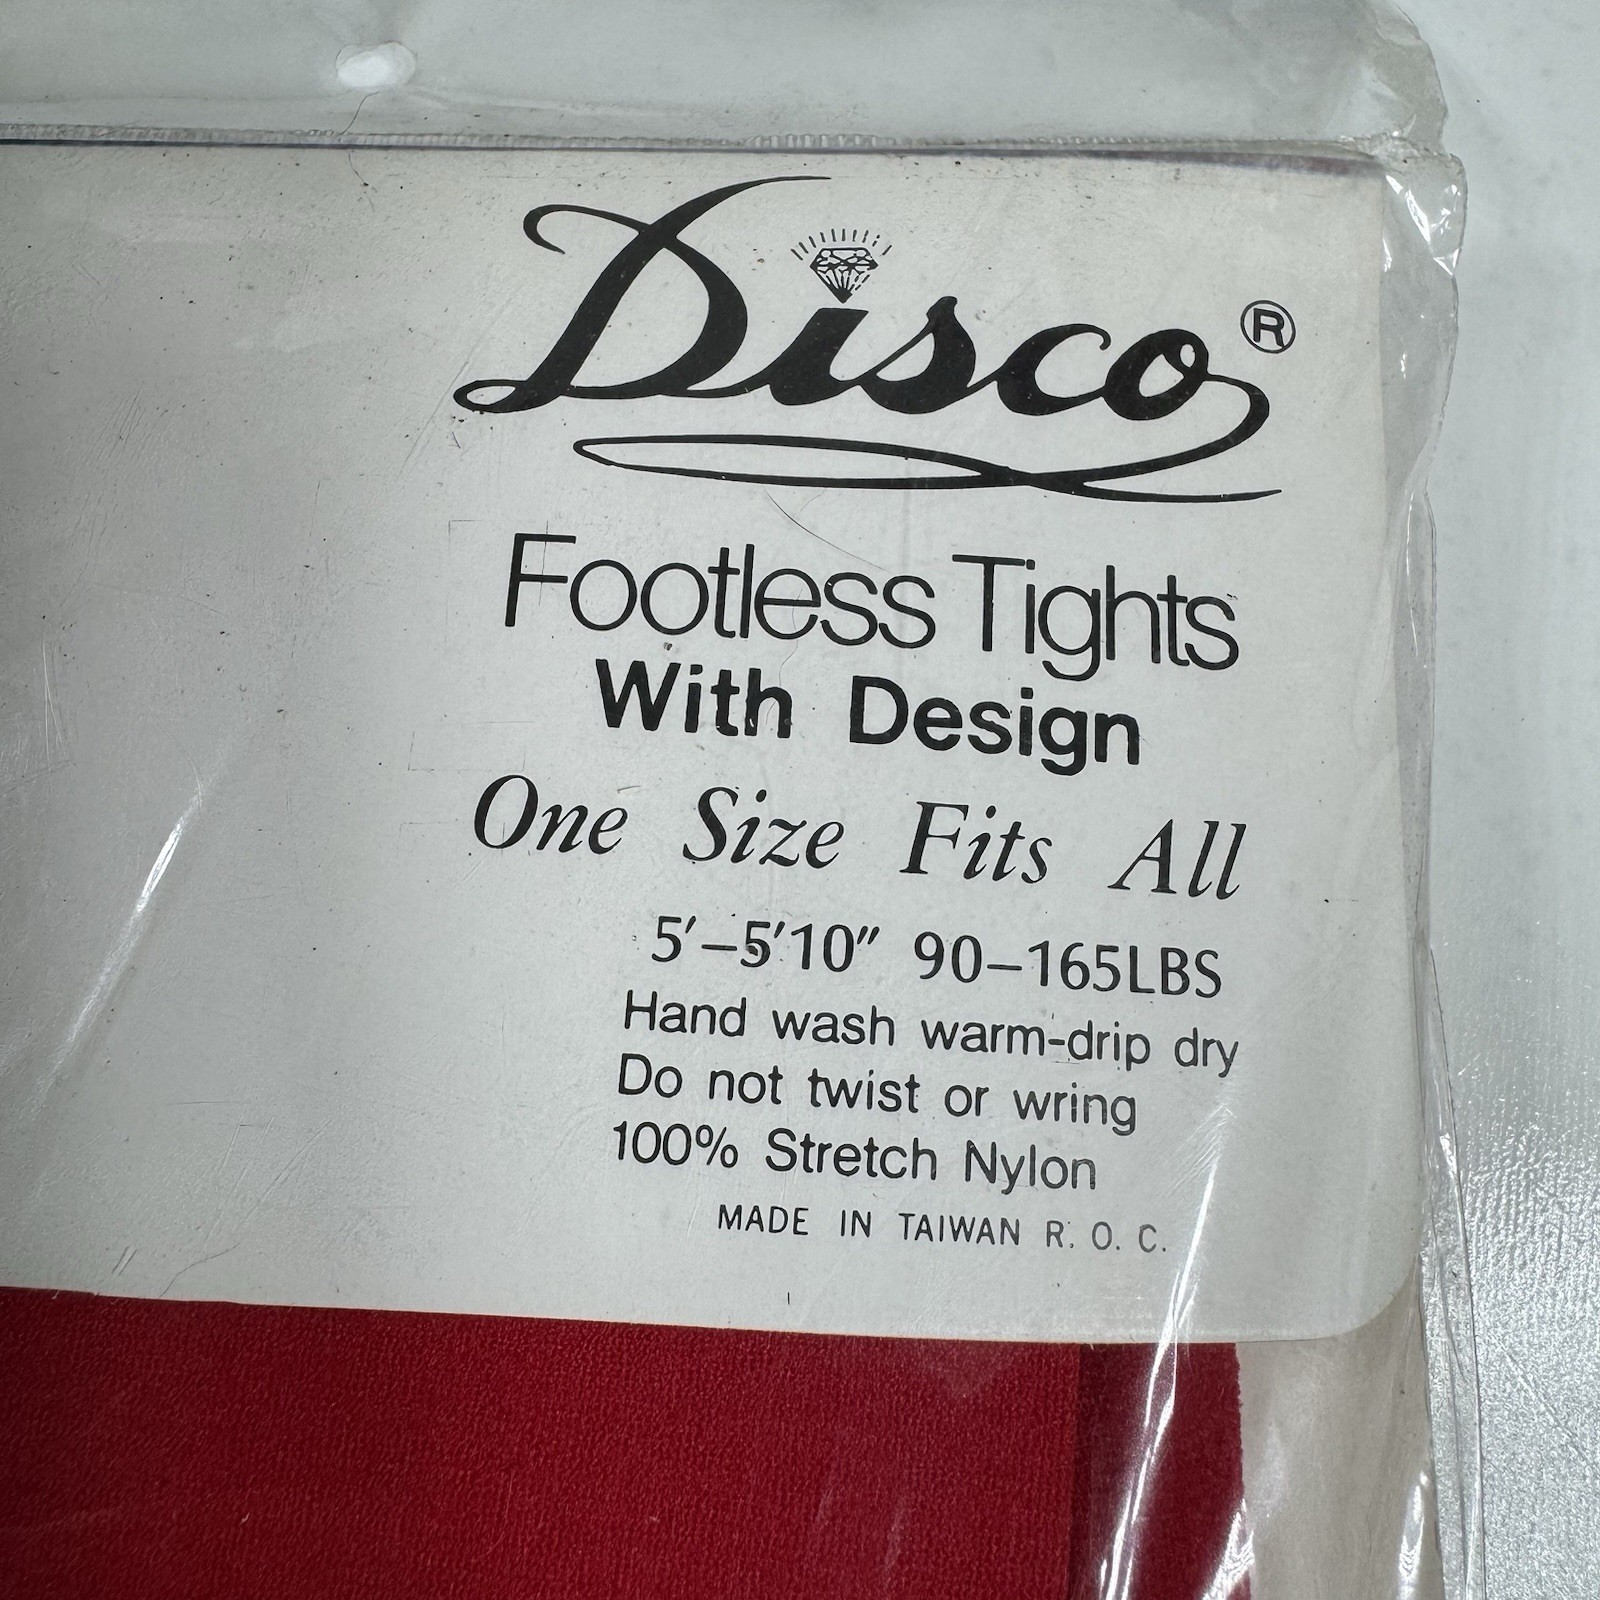 Disco ®
Footless Tights
With Design
One Size Fits All
5′–5′10″ 90–165LBS
Hand wash warm-drip dry
Do not twist or wring
100% Stretch Nylon
MADE IN TAIWAN R. O. C.